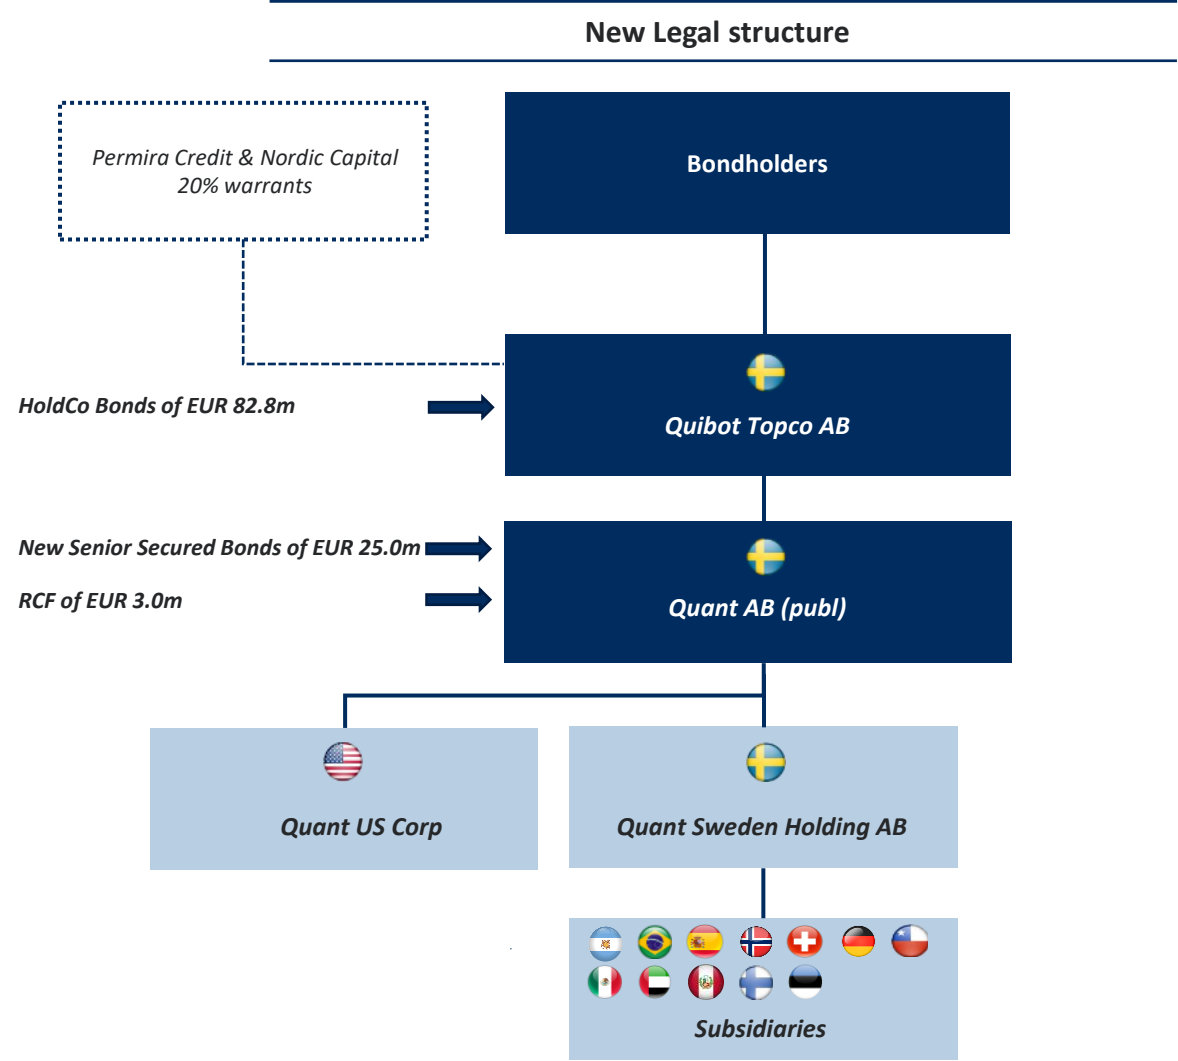 New Legal structure
Permira Credit & Nordic Capital
20% warrants
Bondholders
HoldCo Bonds of EUR 82.8m
Quibot Topco AB
New Senior Secured Bonds of EUR 25.0m
RCF of EUR 3.0m
Quant AB (publ)
Quant US Corp
Quant Sweden Holding AB
Subsidiaries